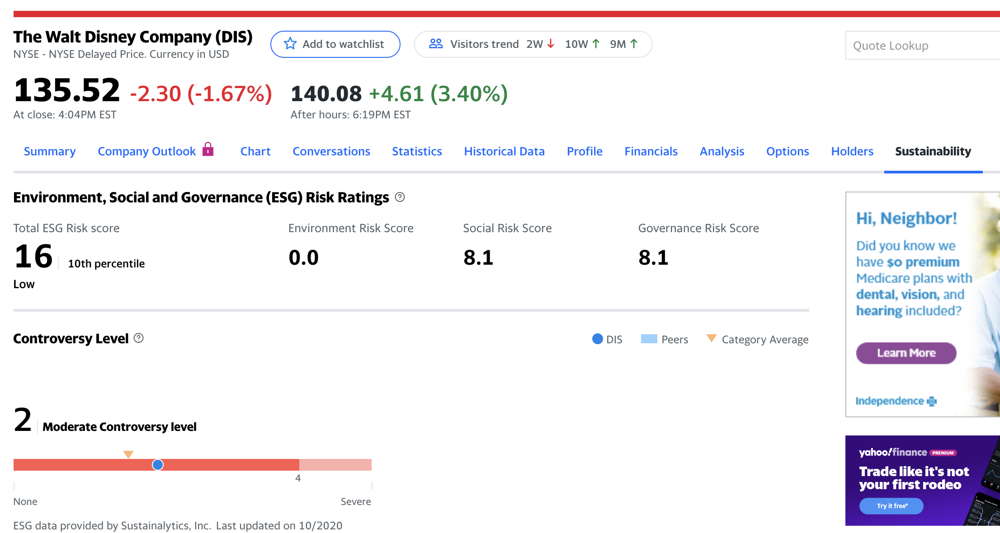 The Walt Disney Company (DIS)
NYSE - NYSE Delayed Price. Currency in USD
Add to watchlist
Visitors trend 2W 10W 9M
Quote Lookup
135.52 -2.30 (-1.67%)
At close: 4:04PM EST
140.08 +4.61 (3.40%)
After hours: 6:19PM EST
Summary Company Outlook Chart Conversations Statistics Historical Data Profile Financials Analysis Options Holders Sustainability
Environment, Social and Governance (ESG) Risk Ratings
Total ESG Risk score
16 10th percentile
Low
Environment Risk Score
0.0
Social Risk Score
8.1
Governance Risk Score
8.1
Controversy Level
DIS Peers Category Average
2 Moderate Controversy level
4
None Severe
ESG data provided by Sustainalytics, Inc. Last updated on 10/2020
Hi, Neighbor!
Did you know we
have $0 premium
Medicare plans with
dental, vision, and
hearing included?
Learn More
Independence
yahoo!finance PREMIUM
Trade like it's not
your first rodeo
Try it free*